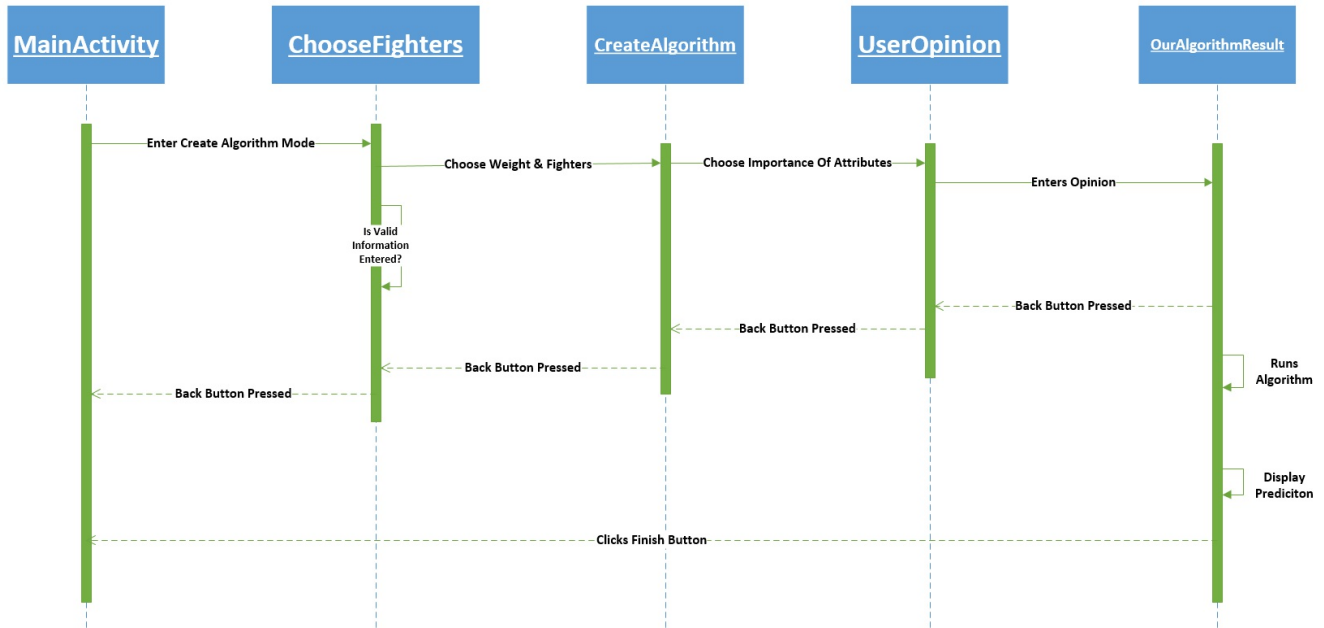 MainActivity
ChooseFighters
CreateAlgorithm
UserOpinion
OurAlgorithmResult
Enter Create Algorithm Mode
Choose Weight & Fighters
Choose Importance Of Attributes
Enters Opinion
Is Valid
Information
Entered?
Back Button Pressed
Back Button Pressed
Back Button Pressed
Back Button Pressed
Runs
Algorithm
Display
Prediciton
Clicks Finish Button